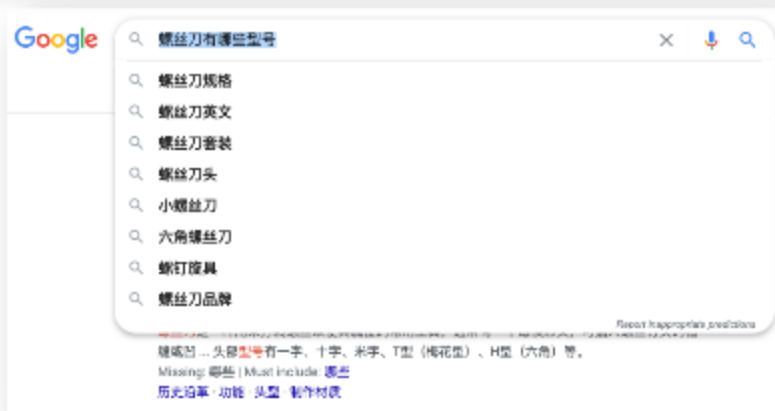 Google
螺丝刀有哪些型号
螺丝刀规格
螺丝刀英文
螺丝刀套装
螺丝刀头
小螺丝刀
六角螺丝刀
螺钉旋具
螺丝刀品牌
Report inappropriate predictions
缝或凹 ... 头部型号有一字、十字、米字、T型（梅花型）、H型（六角）等。
Missing: 哪些 | Must include: 哪些
历史沿革 · 功能 · 头型 · 制作材质